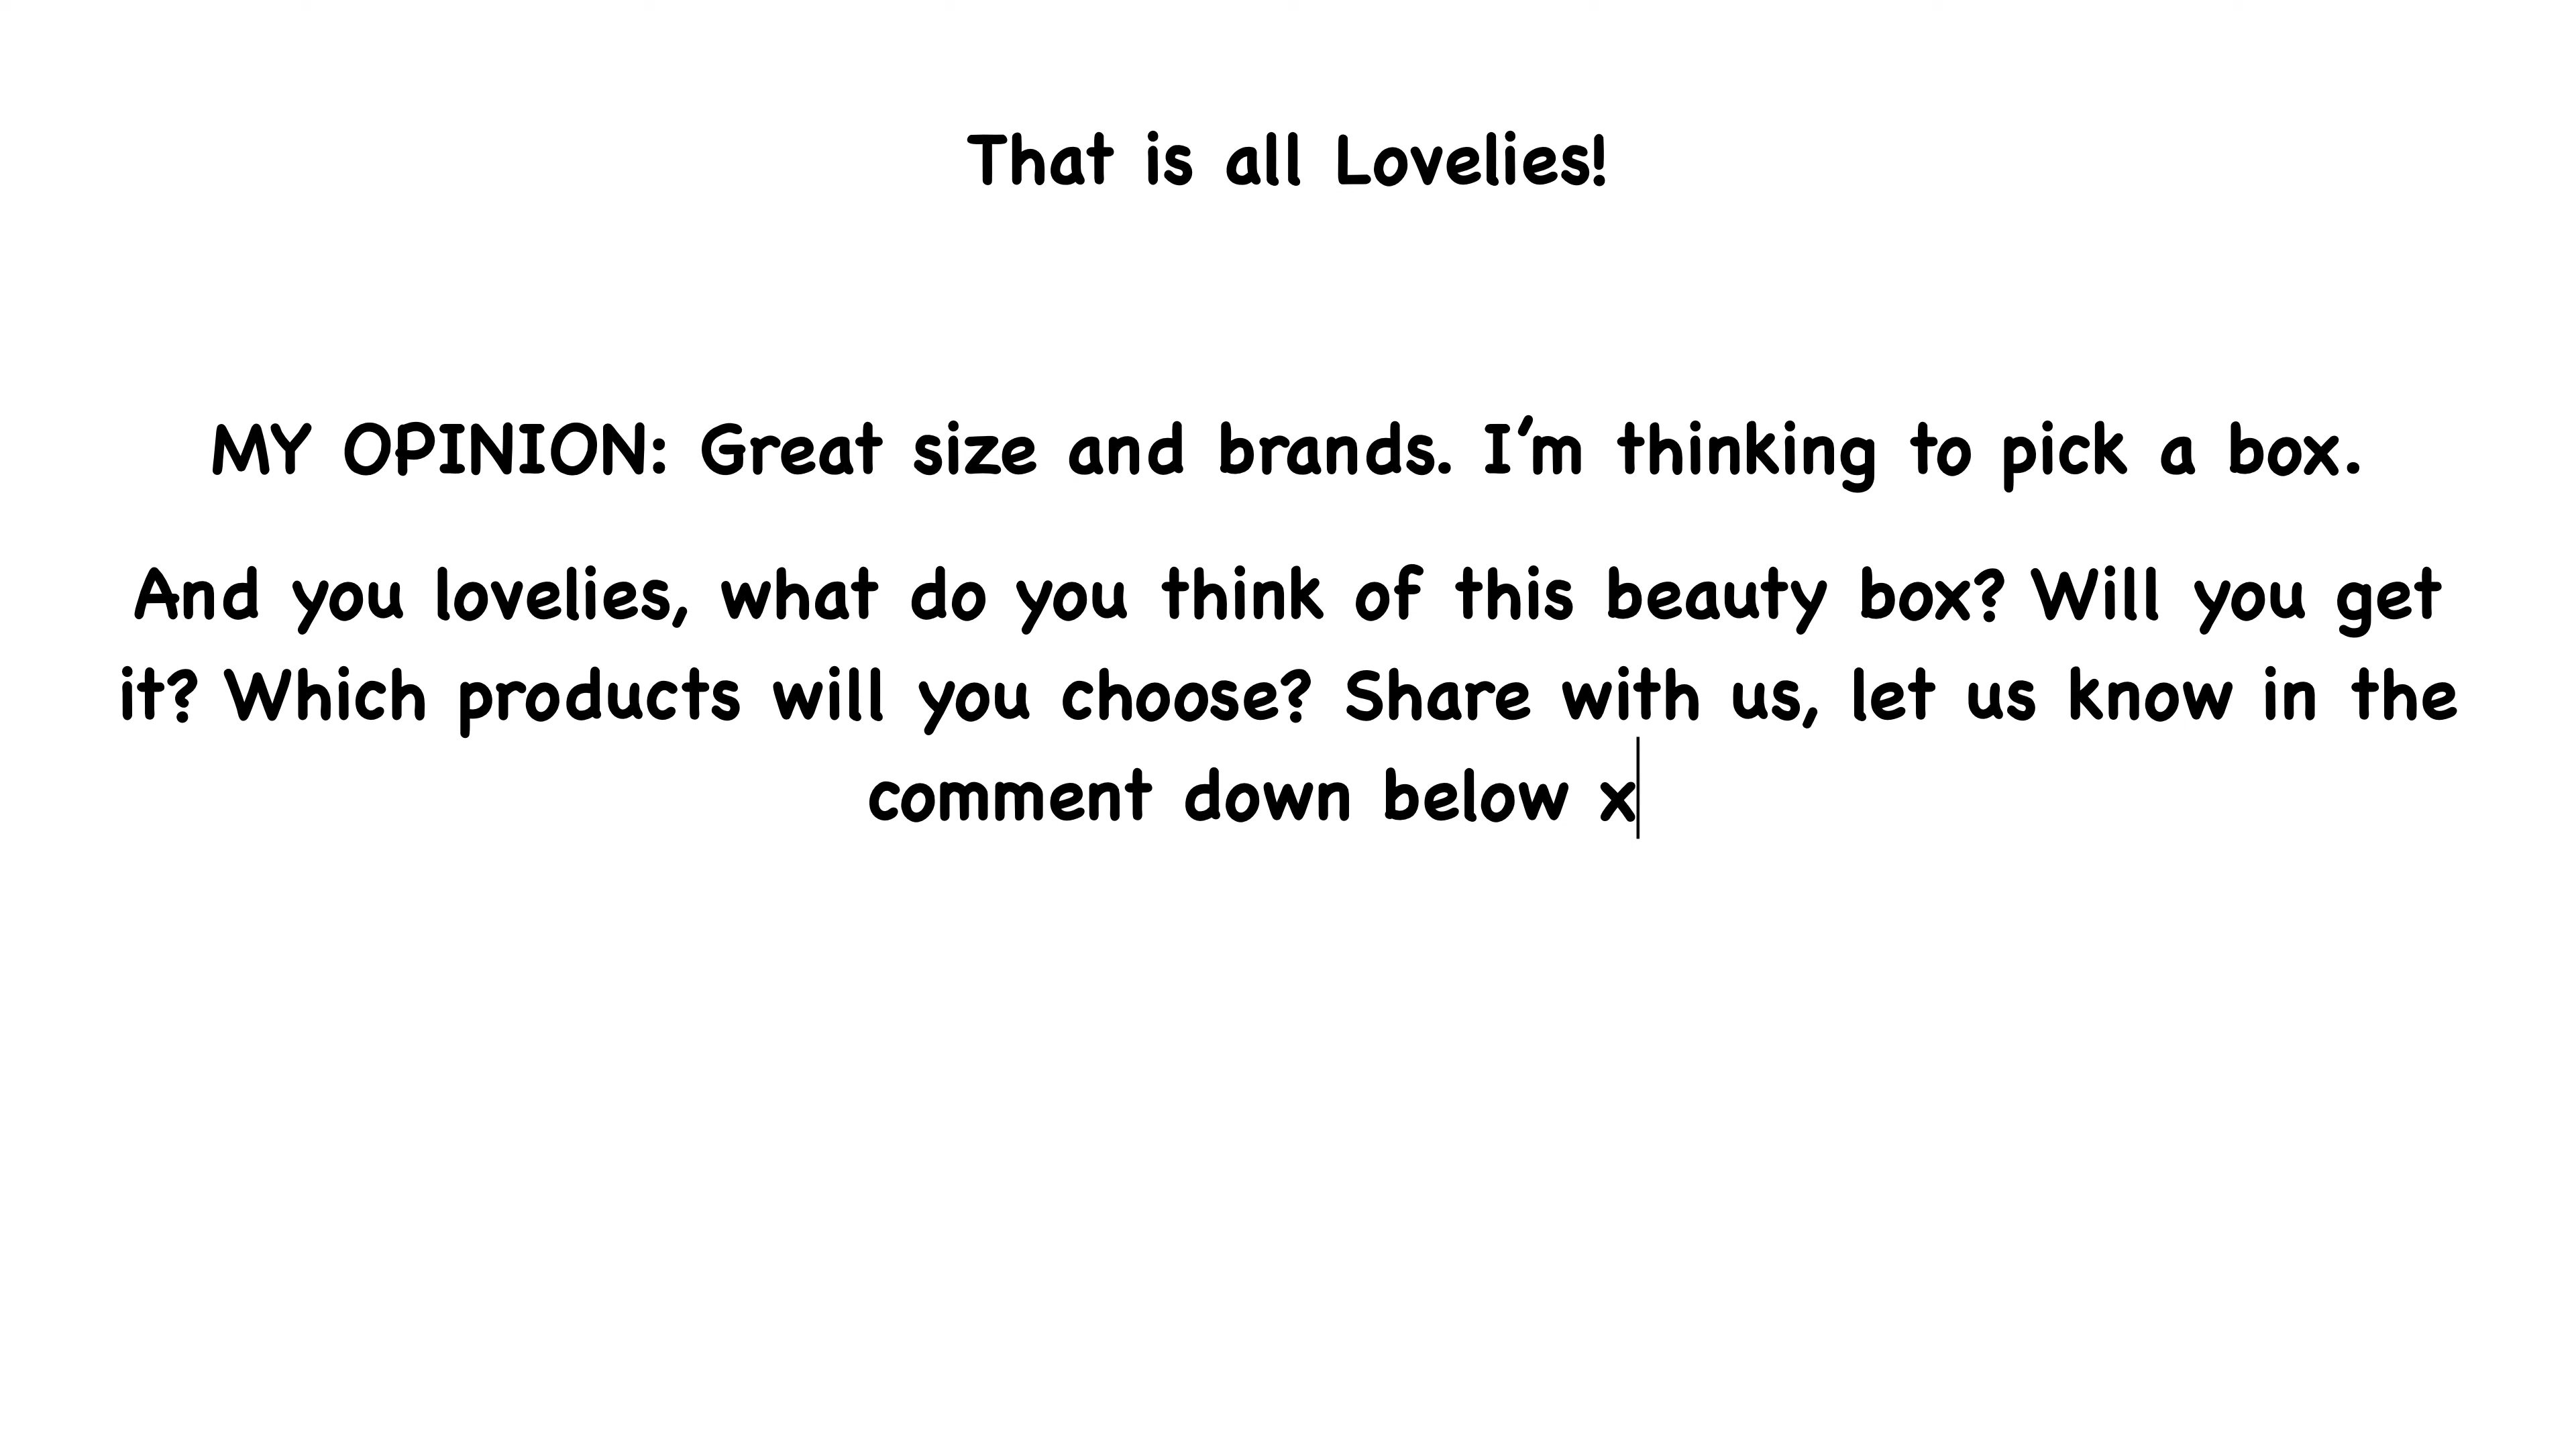 That is all Lovelies!
MY OPINION: Great size and brands. I’m thinking to pick a box.
And you lovelies, what do you think of this beauty box? Will you get
it? Which products will you choose? Share with us, let us know in the
comment down below x